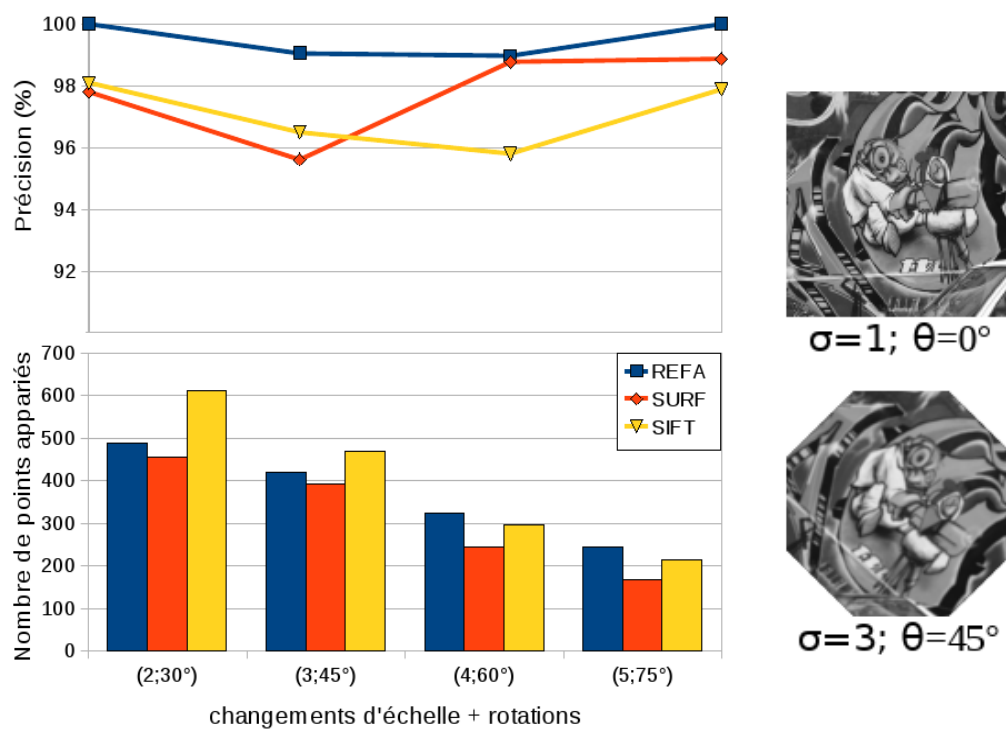 100
98
96
94
92
Précision (%)
700
600
500
400
300
200
100
0
Nombre de points appariés
REFA
SURF
SIFT
(2;30°)
(3;45°)
(4;60°)
(5;75°)
changements d'échelle + rotations
σ=1; θ=0°
σ=3; θ=45°